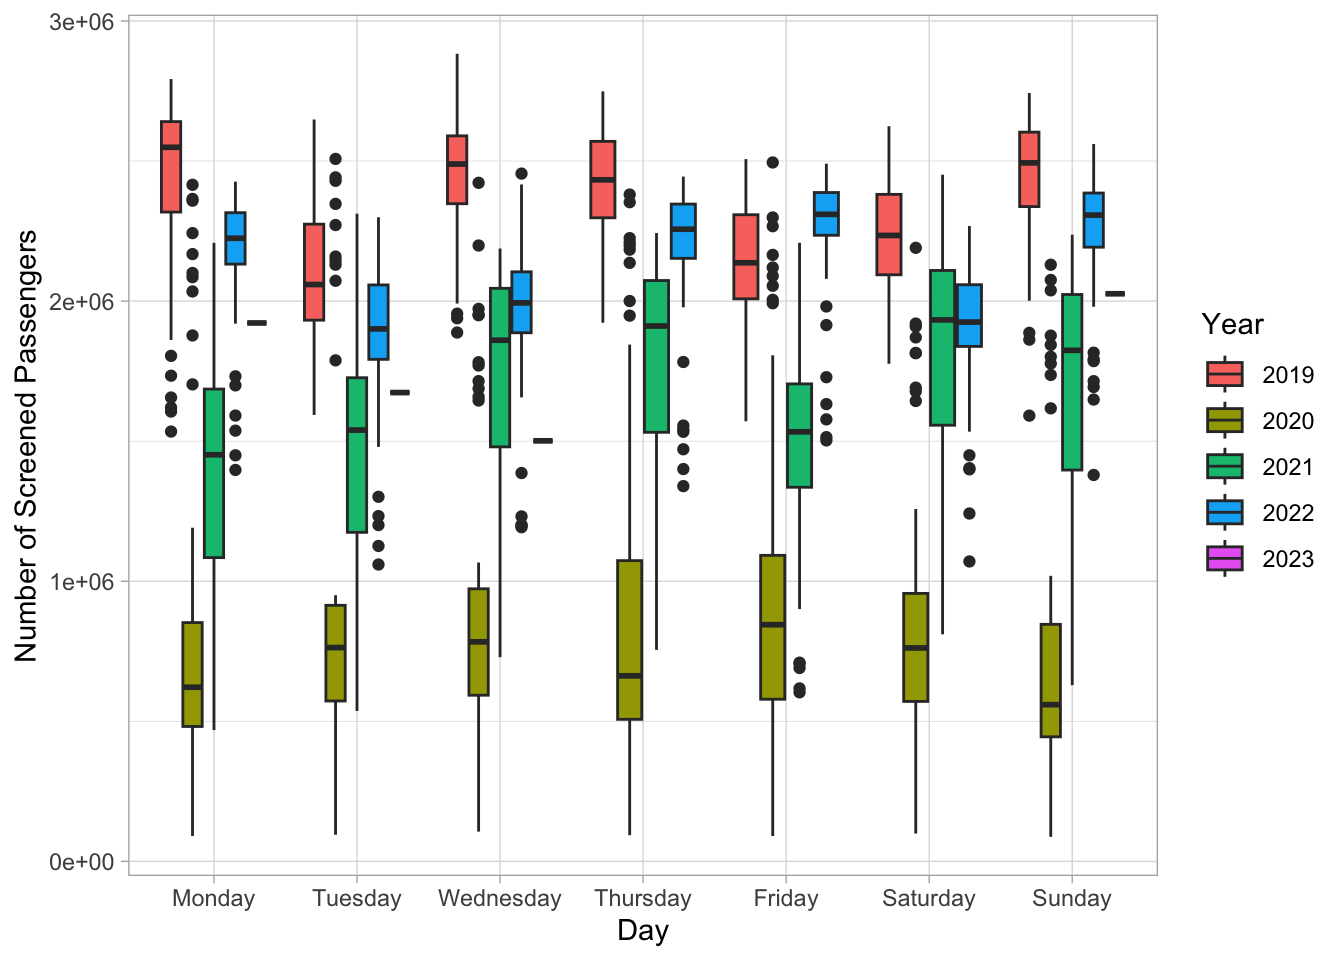 Number of Screened Passengers
3e+06
2e+06
1e+06
0e+00
Monday Tuesday Wednesday Thursday Friday Saturday Sunday
Day
Year
2019
2020
2021
2022
2023